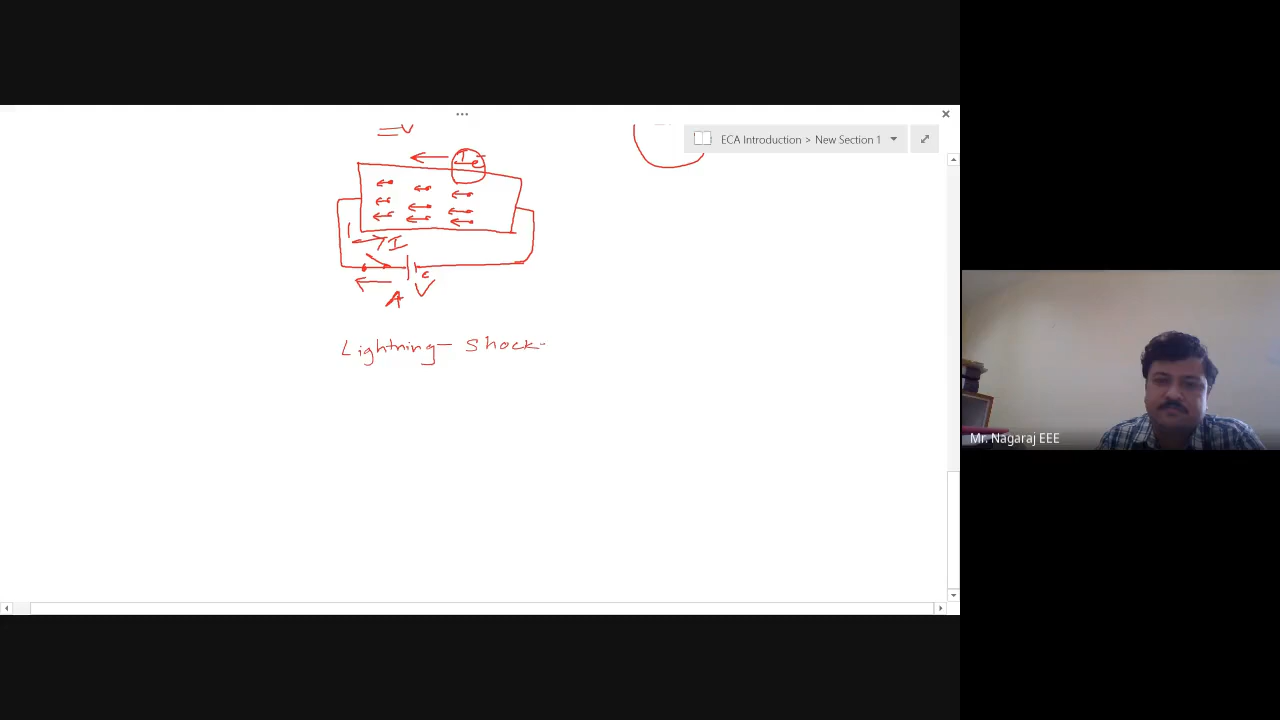 ECA Introduction > New Section 1
I e-
I
A V
Lightning - Shock-
Mr. Nagaraj EEE